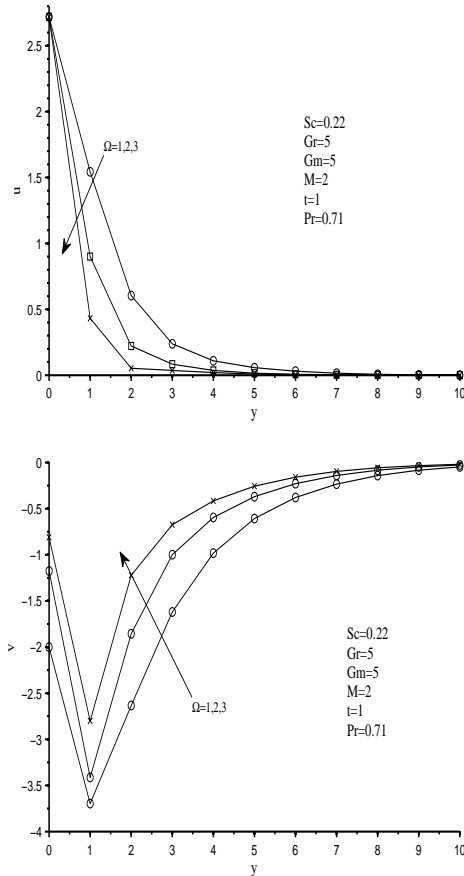 2.5
2
1.5
1
0.5
0
u
Ω=1,2,3
Sc=0.22
Gr=5
Gm=5
M=2
t=1
Pr=0.71
0 1 2 3 4 5 6 7 8 9 10
y
0
−0.5
−1
−1.5
−2
−2.5
−3
−3.5
−4
v
Ω=1,2,3
Sc=0.22
Gr=5
Gm=5
M=2
t=1
Pr=0.71
0 1 2 3 4 5 6 7 8 9 10
y